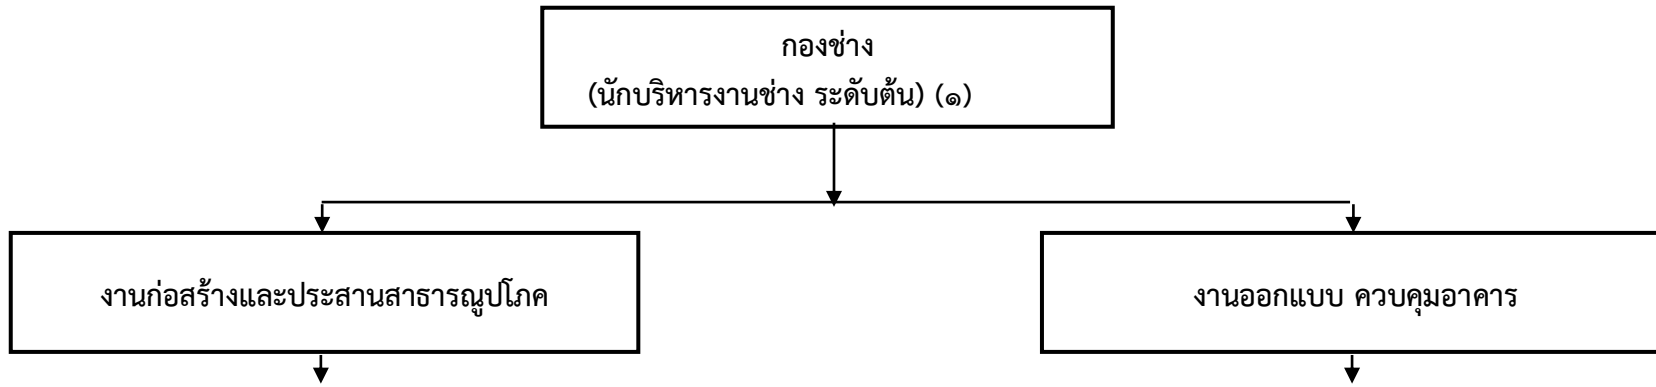 กองช่าง
(นักบริหารงานช่าง ระดับต้น) (๑)
งานก่อสร้างและประสานสาธารณูปโภค
งานออกแบบ ควบคุมอาคาร